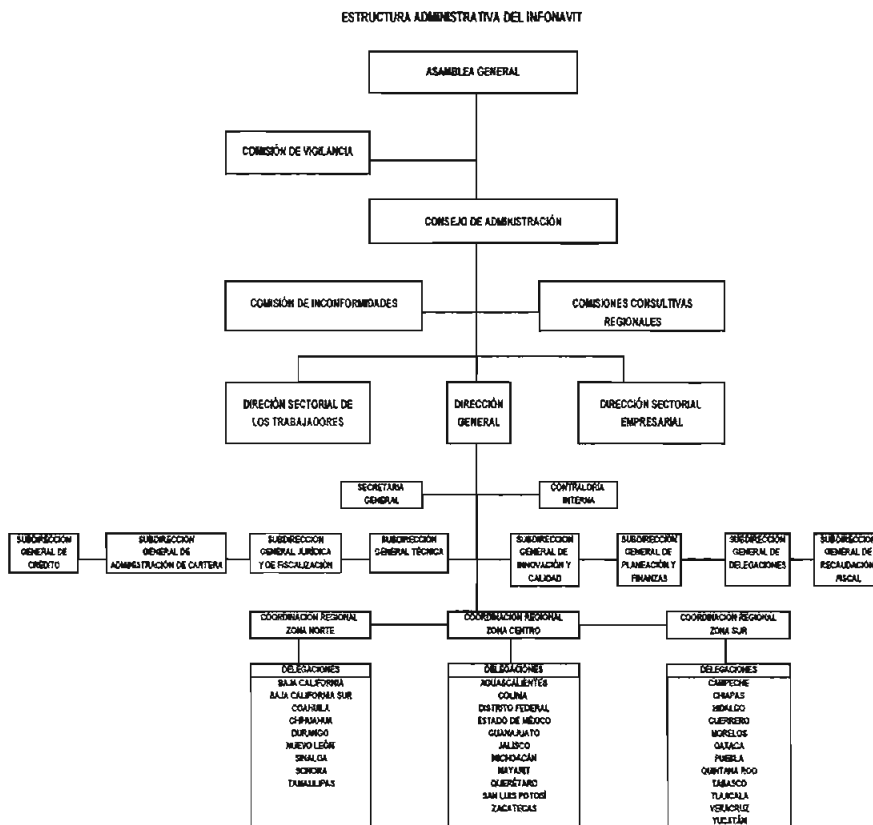 ESTRUCTURA ADMINISTRATIVA DEL INFONAVIT
ASAMBLEA GENERAL
COMISIÓN DE VIGILANCIA
CONSEJO DE ADMINISTRACIÓN
COMISIÓN DE INCONFORMIDADES
COMISIONES CONSULTIVAS
REGIONALES
DIRECIÓN SECTORIAL DE
LOS TRABAJADORES
DIRECCIÓN
GENERAL
DIRECCIÓN SECTORIAL
EMPRESARIAL
SECRETARIA
GENERAL
CONTRALORÍA
INTERNA
SUBDIRECCIÓN
GENERAL DE
CRÉDITO
SUBDIRECCIÓN
GENERAL DE
ADMINISTRACIÓN DE CARTERA
SUBDIRECCION
GENERAL JURÍDICA
Y DE FISCALIZACIÓN
SUBDIRECCIÓN
GENERAL TÉCNICA
SUBDIRECCIÓN
GENERAL DE
INNOVACIÓN Y
CALIDAD
SUBDIRECCIÓN
GENERAL DE
PLANEACIÓN Y
FINANZAS
SUBDIRECCIÓN
GENERAL DE
DELEGACIONES
SUBDIRECCIÓN
GENERAL DE
RECAUDACIÓN
FISCAL
COORDINACION REGIONAL
ZONA NORTE
COORDINACION REGIONAL
ZONA CENTRO
COORDINACION REGIONAL
ZONA SUR
DELEGACIONES
BAJA CALIFORNIA
BAJA CALIFORNIA SUR
COAHUILA
CHIHUAHUA
DURANGO
NUEVO LEÓN
SINALOA
SONORA
TAMAULIPAS
DELEGACIONES
AGUASCALIENTES
COLIMA
DISTRITO FEDERAL
ESTADO DE MÉXICO
GUANAJUATO
JALISCO
MICHOACÁN
NAYARIT
QUERÉTARO
SAN LUIS POTOSÍ
ZACATECAS
DELEGACIONES
CAMPECHE
CHIAPAS
HIDALGO
GUERRERO
MORELOS
OAXACA
PUEBLA
QUINTANA ROO
TABASCO
TLAXCALA
VERACRUZ
YUCATÁN